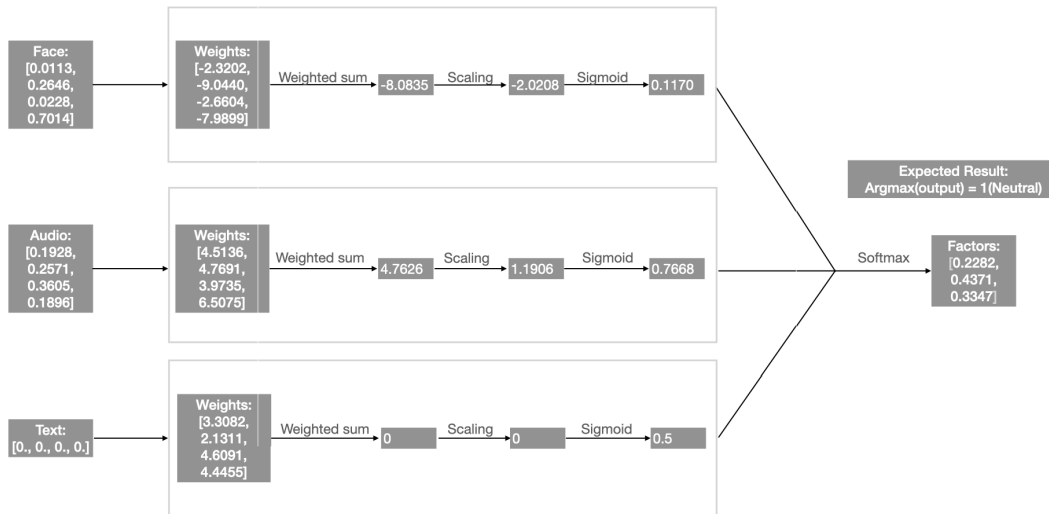 Face:
[0.0113,
0.2646,
0.0228,
0.7014]
Weights:
[-2.3202,
-9.0440,
-2.6604,
-7.9899]
Weighted sum
-8.0835
Scaling
-2.0208
Sigmoid
0.1170
Audio:
[0.1928,
0.2571,
0.3605,
0.1896]
Weights:
[4.5136,
4.7691,
3.9735,
6.5075]
Weighted sum
4.7626
Scaling
1.1906
Sigmoid
0.7668
Text:
[0., 0., 0., 0.]
Weights:
[3.3082,
2.1311,
4.6091,
4.4455]
Weighted sum
0
Scaling
0
Sigmoid
0.5
Softmax
Expected Result:
Argmax(output) = 1(Neutral)
Factors:
[0.2282,
0.4371,
0.3347]